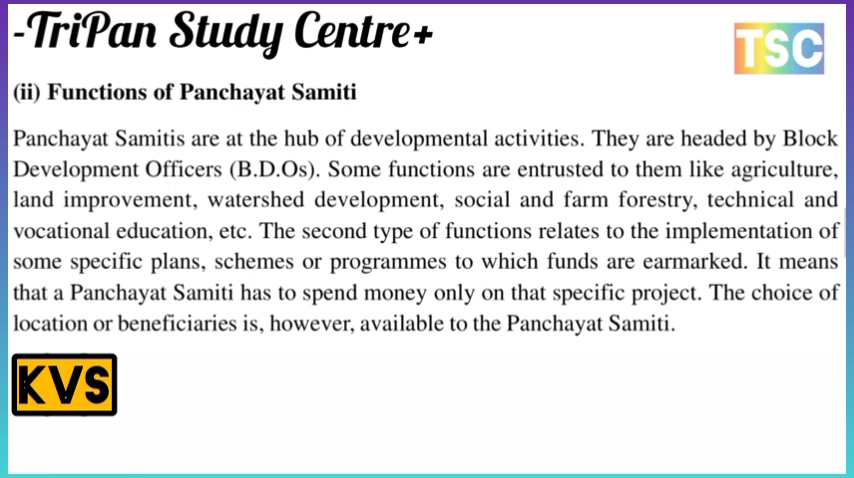 -TriPan Study Centre+
TSC
(ii) Functions of Panchayat Samiti
Panchayat Samitis are at the hub of developmental activities. They are headed by Block
Development Officers (B.D.Os). Some functions are entrusted to them like agriculture,
land improvement, watershed development, social and farm forestry, technical and
vocational education, etc. The second type of functions relates to the implementation of
some specific plans, schemes or programmes to which funds are earmarked. It means
that a Panchayat Samiti has to spend money only on that specific project. The choice of
location or beneficiaries is, however, available to the Panchayat Samiti.
KVS